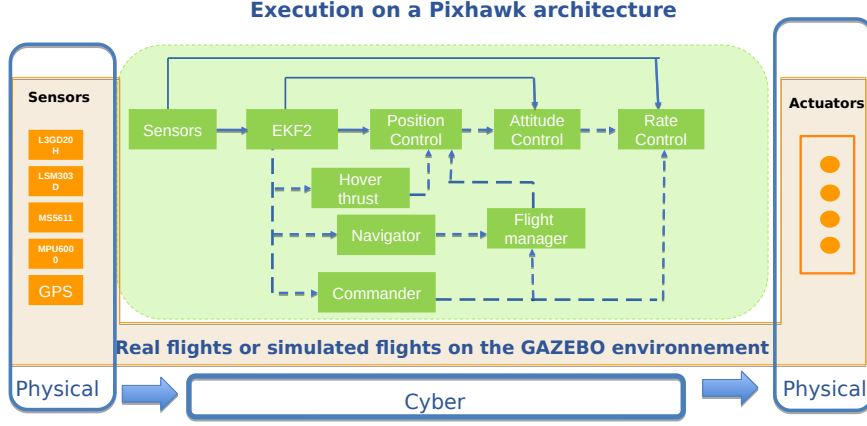 Execution on a Pixhawk architecture
Sensors
L3GD20
H
LSM303
D
MS5611
MPU600
0
GPS
Sensors
EKF2
Position
Control
Attitude
Control
Rate
Control
Hover
thrust
Navigator
Flight
manager
Commander
Actuators
Real flights or simulated flights on the GAZEBO environnement
Physical
Cyber
Physical